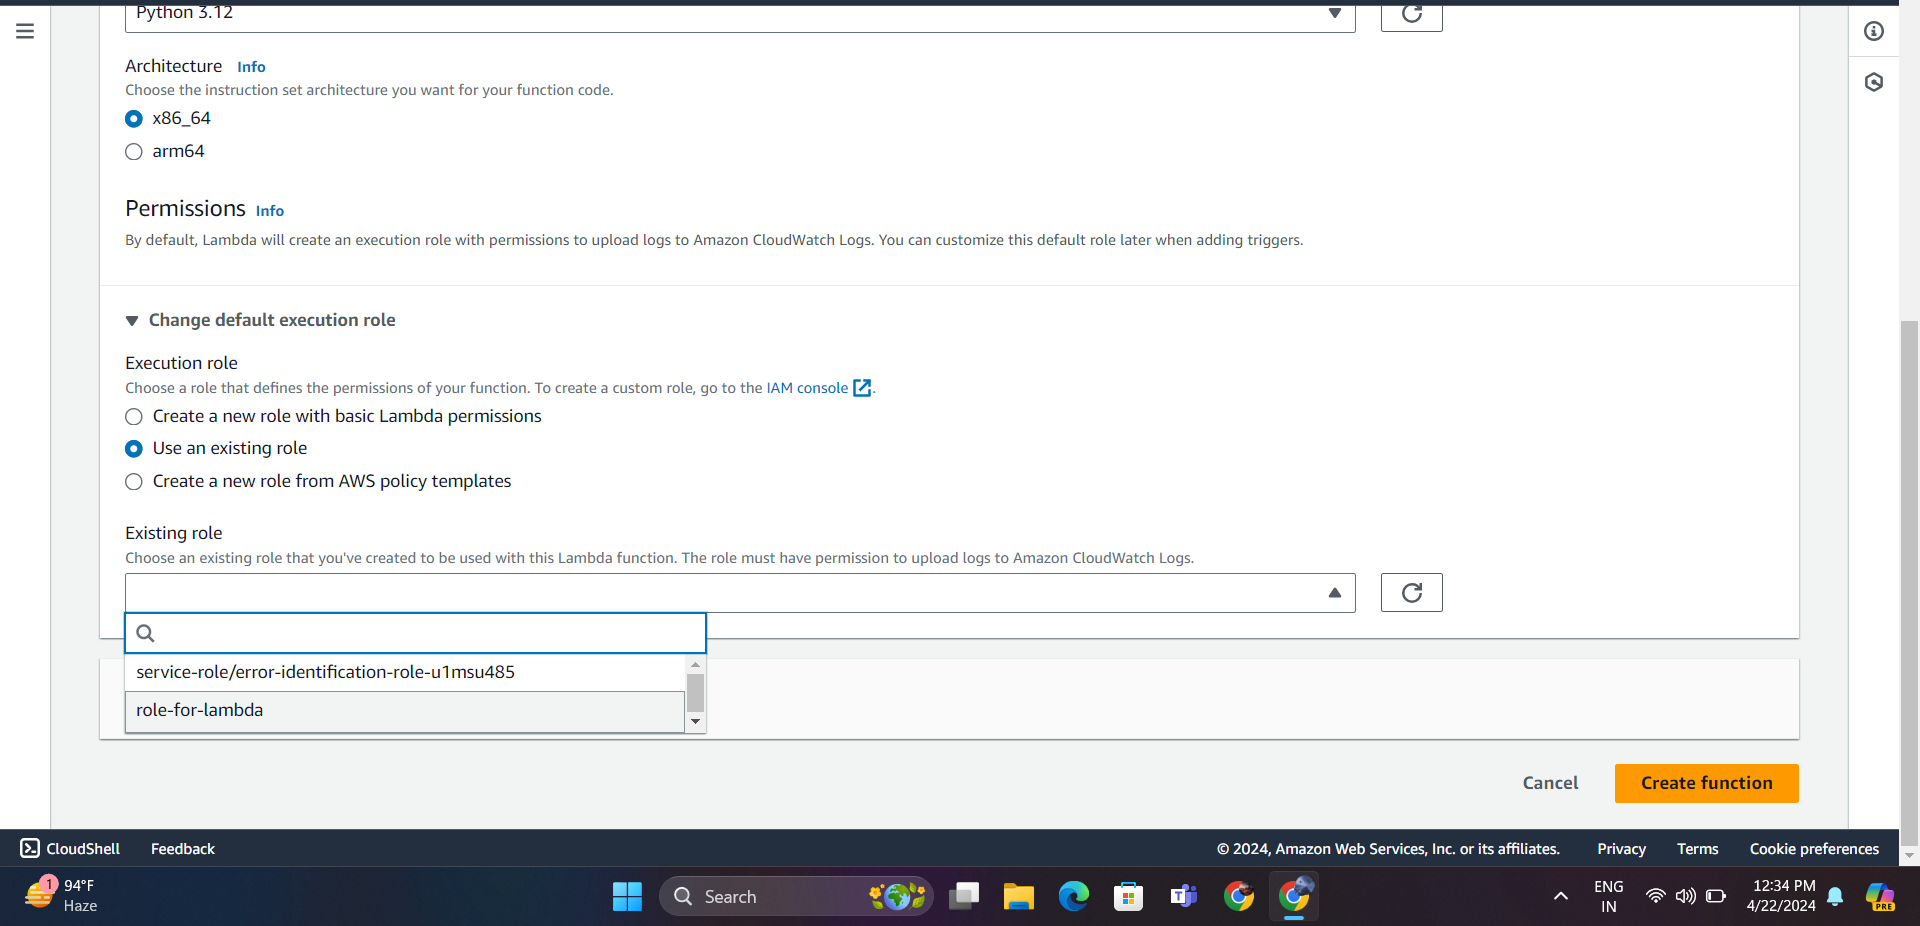 Python 3.12
Architecture Info
Choose the instruction set architecture you want for your function code.
x86_64
arm64
Permissions Info
By default, Lambda will create an execution role with permissions to upload logs to Amazon CloudWatch Logs. You can customize this default role later when adding triggers.
Change default execution role
Execution role
Choose a role that defines the permissions of your function. To create a custom role, go to the IAM console.
Create a new role with basic Lambda permissions
Use an existing role
Create a new role from AWS policy templates
Existing role
Choose an existing role that you've created to be used with this Lambda function. The role must have permission to upload logs to Amazon CloudWatch Logs.
service-role/error-identification-role-u1msu485
role-for-lambda
Cancel Create function
CloudShell Feedback © 2024, Amazon Web Services, Inc. or its affiliates. Privacy Terms Cookie preferences
1 94°F
Haze
Search
T
ENG
IN
12:34 PM
4/22/2024
PRE